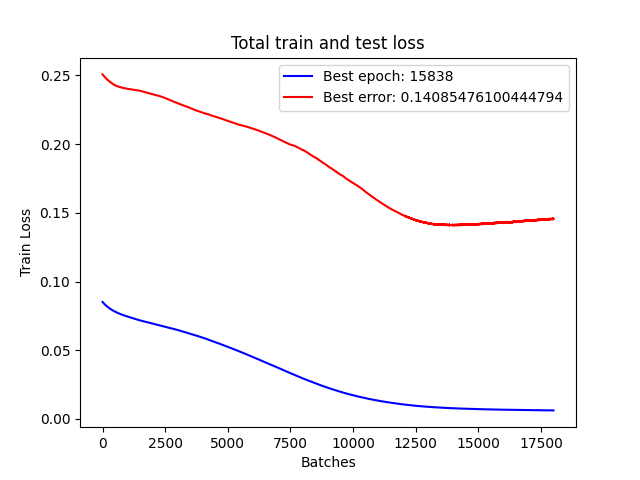 Total train and test loss
Best epoch: 15838
Best error: 0.14085476100444794
Train Loss
0.25
0.20
0.15
0.10
0.05
0.00
0 2500 5000 7500 10000 12500 15000 17500
Batches